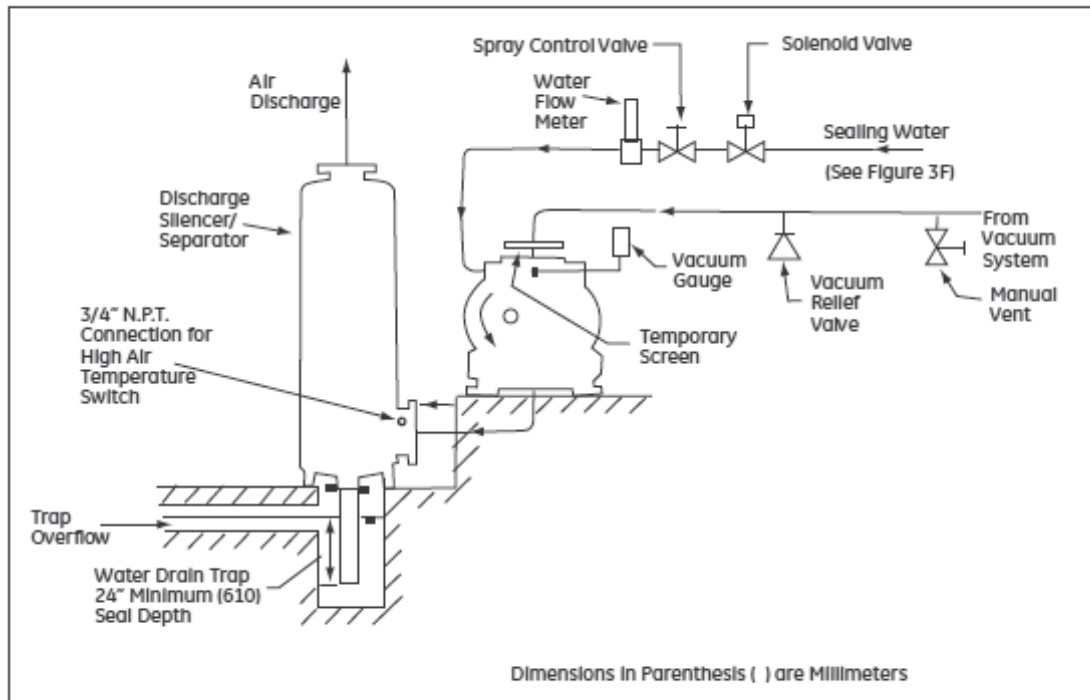 Spray Control Valve
Solenoid Valve
Air
Discharge
Water
Flow
Meter
Sealing Water
(See Figure 3F)
Discharge
Silencer/
Separator
From
Vacuum
System
Vacuum
Gauge
Vacuum
Relief
Valve
Manual
Vent
3/4" N.P.T.
Connection for
High Air
Temperature
Switch
Temporary
Screen
Trap
Overflow
Water Drain Trap
24" Minimum (610)
Seal Depth
Dimensions in Parenthesis ( ) are Millimeters